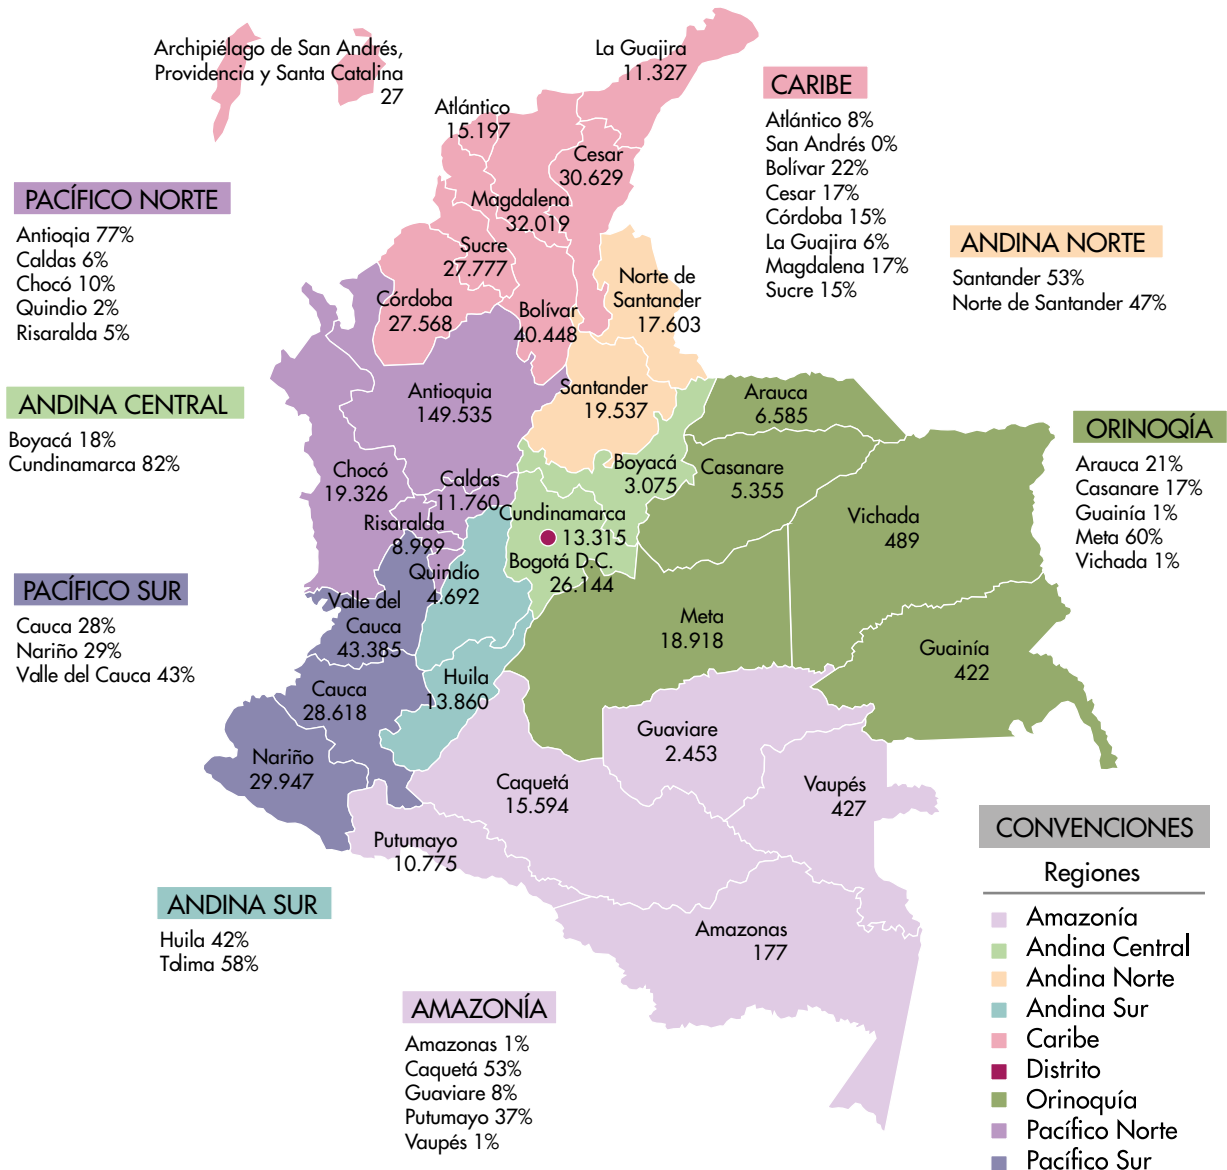 Archipiélago de San Andrés,
Providencia y Santa Catalina
27
La Guajira
11.327
Atlántico
15.197
Cesar
30.629
Magdalena
32.019
Sucre
27.777
Córdoba
27.568
Bolívar
40.448
CARIBE
Atlántico 8%
San Andrés 0%
Bolívar 22%
Cesar 17%
Córdoba 15%
La Guajira 6%
Magdalena 17%
Sucre 15%
PACÍFICO NORTE
Antioqia 77%
Caldas 6%
Chocó 10%
Quindio 2%
Risaralda 5%
ANDINA NORTE
Santander 53%
Norte de Santander 47%
Norte de
Santander
17.603
Santander
19.537
Antioquia
149.535
ANDINA CENTRAL
Boyacá 18%
Cundinamarca 82%
Arauca
6.585
ORINOQÍA
Arauca 21%
Casanare 17%
Guainía 1%
Meta 60%
Vichada 1%
Chocó
19.326
Caldas
11.760
Boyacá
3.075
Casanare
5.355
Risaralda
8.999
Cundinamarca
13.315
Bogotá D.C.
26.144
Vichada
489
Quindío
4.692
PACÍFICO SUR
Cauca 28%
Nariño 29%
Valle del Cauca 43%
Valle del
Cauca
43.385
Meta
18.918
Guainía
422
Cauca
28.618
Huila
13.860
Guaviare
2.453
Nariño
29.947
Caquetá
15.594
Vaupés
427
Putumayo
10.775
Amazonas
177
ANDINA SUR
Huila 42%
Tolima 58%
AMAZONÍA
Amazonas 1%
Caquetá 53%
Guaviare 8%
Putumayo 37%
Vaupés 1%
CONVENCIONES
Regiones
Amazonía
Andina Central
Andina Norte
Andina Sur
Caribe
Distrito
Orinoquía
Pacífico Norte
Pacífico Sur